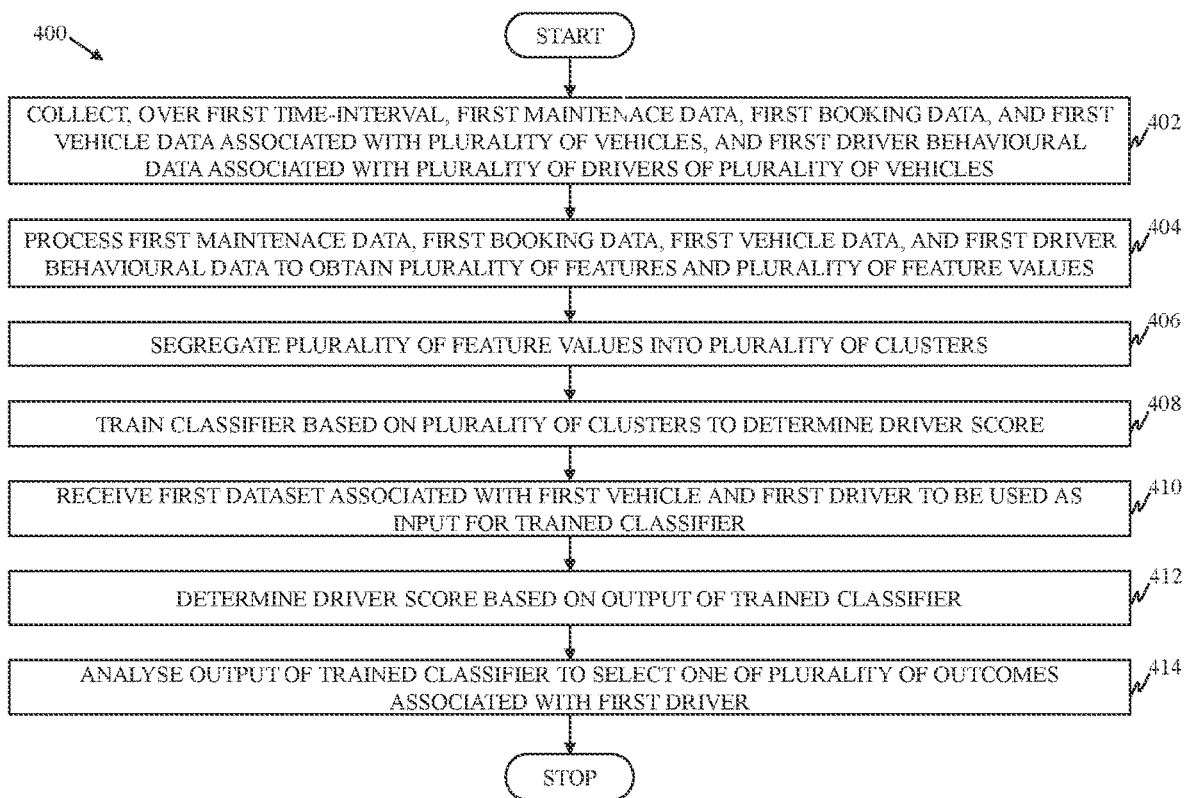 400
START
COLLECT, OVER FIRST TIME-INTERVAL, FIRST MAINTENACE DATA, FIRST BOOKING DATA, AND FIRST
VEHICLE DATA ASSOCIATED WITH PLURALITY OF VEHICLES, AND FIRST DRIVER BEHAVIOURAL
DATA ASSOCIATED WITH PLURALITY OF DRIVERS OF PLURALITY OF VEHICLES
402
PROCESS FIRST MAINTENACE DATA, FIRST BOOKING DATA, FIRST VEHICLE DATA, AND FIRST DRIVER
BEHAVIOURAL DATA TO OBTAIN PLURALITY OF FEATURES AND PLURALITY OF FEATURE VALUES
404
SEGREGATE PLURALITY OF FEATURE VALUES INTO PLURALITY OF CLUSTERS
406
TRAIN CLASSIFIER BASED ON PLURALITY OF CLUSTERS TO DETERMINE DRIVER SCORE
408
RECEIVE FIRST DATASET ASSOCIATED WITH FIRST VEHICLE AND FIRST DRIVER TO BE USED AS
INPUT FOR TRAINED CLASSIFIER
410
DETERMINE DRIVER SCORE BASED ON OUTPUT OF TRAINED CLASSIFIER
412
ANALYSE OUTPUT OF TRAINED CLASSIFIER TO SELECT ONE OF PLURALITY OF OUTCOMES
ASSOCIATED WITH FIRST DRIVER
414
STOP